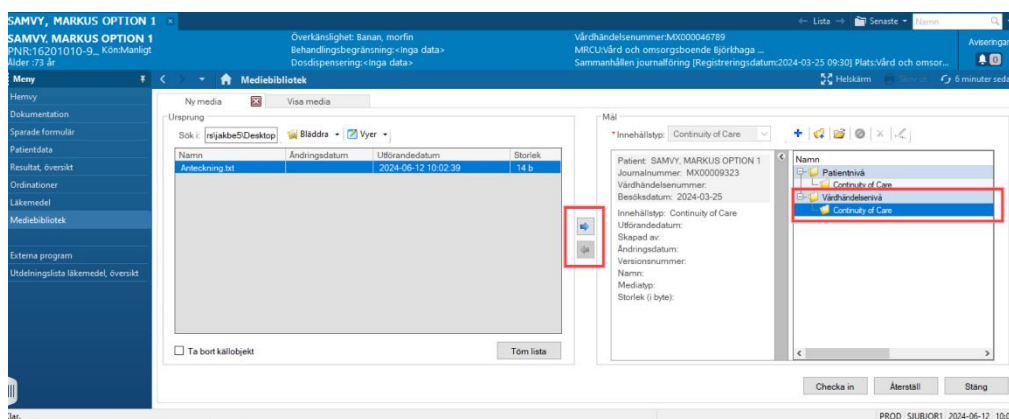 SAMVY, MARKUS OPTION 1
Lista
Senaste
Namn
SAMVY, MARKUS OPTION 1
PNR:16201010-9... Kön:Manligt
Ålder :73 år
Överkänslighet: Banan, morfin
Behandlingsbegränsning:<Inga data>
Dosdispensering:<Inga data>
Vårdhändelsenummer:MX000046789
MRCU:Vård och omsorgsboende Björkhaga ...
Sammanhållen journalföring [Registreringsdatum:2024-03-25 09:30] Plats:Vård och omsor...
Aviseringar
0
Meny
Mediebibliotek
Helskärm
Skriv ut
6 minuter seda
Hemvy
Dokumentation
Sparade formulär
Patientdata
Resultat, översikt
Ordinationer
Läkemedel
Mediebibliotek
Externa program
Utdelningslista läkemedel, översikt
Ny media
Visa media
Ursprung
Sök i: rs\jakbe5\Desktop
Bläddra
Vyer
Namn Ändringsdatum Utförandedatum Storlek
Anteckning.txt 2024-06-12 10:02:39 14 b
Ta bort källobjekt
Töm lista
Mål
*Innehållstyp: Continuity of Care
Patient: SAMVY, MARKUS OPTION 1
Journalnummer: MX00009323
Vårdhändelsenummer:
Besöksdatum: 2024-03-25
Innehållstyp: Continuity of Care
Utförandedatum:
Skapad av:
Ändringsdatum:
Versionsnummer:
Namn:
Mediatyp:
Storlek (i byte):
Namn
Patientnivå
Continuity of Care
Vårdhändelsenivå
Continuity of Care
Checka in
Återställ
Stäng
PROD SJUBJOR1 2024-06-12 10:0